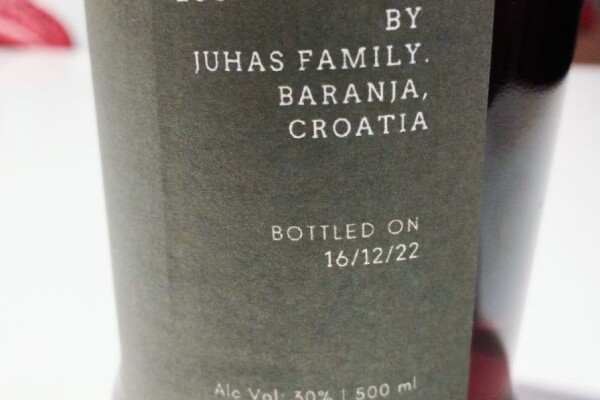 BY
JUHAS FAMILY.
BARANJA,
CROATIA
BOTTLED ON
16/12/22
Alc Vol: 30% | 500 ml